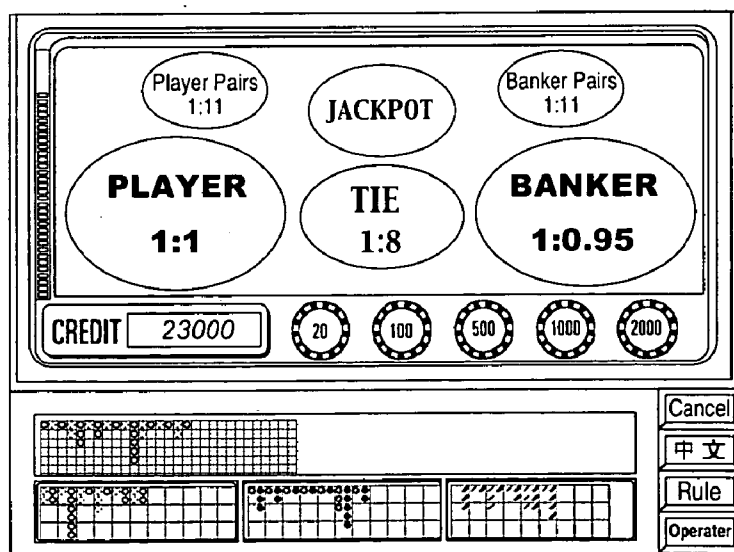 Player Pairs
1:11
JACKPOT
Banker Pairs
1:11
PLAYER
1:1
TIE
1:8
BANKER
1:0.95
CREDIT 23000
20
100
500
1000
2000
Cancel
中文
Rule
Operater